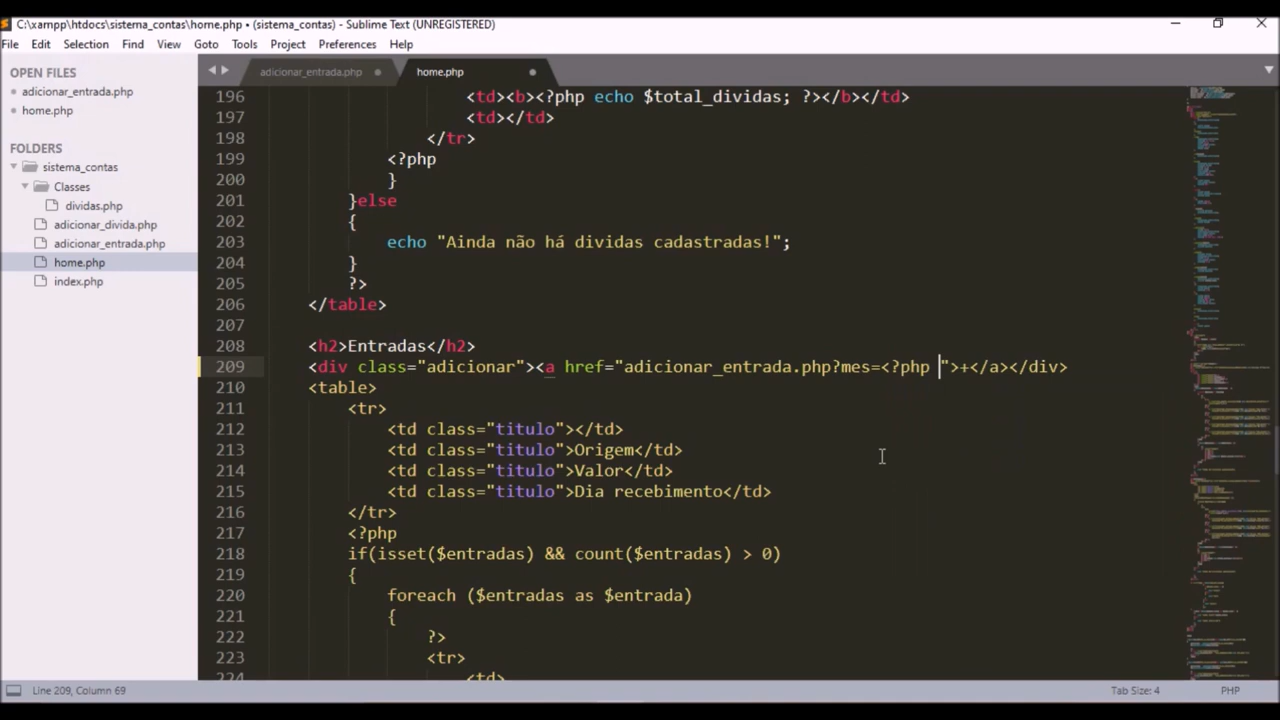 C:\xampp\htdocs\sistema_contas\home.php • (sistema_contas) - Sublime Text (UNREGISTERED)
File Edit Selection Find View Goto Tools Project Preferences Help
OPEN FILES
adicionar_entrada.php
home.php
FOLDERS
sistema_contas
Classes
dividas.php
adicionar_divida.php
adicionar_entrada.php
home.php
index.php
adicionar_entrada.php home.php
196 <td><b><?php echo $total_dividas; ?></b></td>
197 <td></td>
198 </tr>
199 <?php
200 }
201 }else
202 {
203 echo "Ainda não há dividas cadastradas!";
204 }
205 ?>
206 </table>
207
208 <h2>Entradas</h2>
209 <div class="adicionar"><a href="adicionar_entrada.php?mes=<?php ">+</a></div>
210 <table>
211 <tr>
212 <td class="titulo"></td>
213 <td class="titulo">Origem</td>
214 <td class="titulo">Valor</td>
215 <td class="titulo">Dia recebimento</td>
216 </tr>
217 <?php
218 if(isset($entradas) && count($entradas) > 0)
219 {
220 foreach ($entradas as $entrada)
221 {
222 ?>
223 <tr>
224 <td>
Line 209, Column 69 Tab Size: 4 PHP